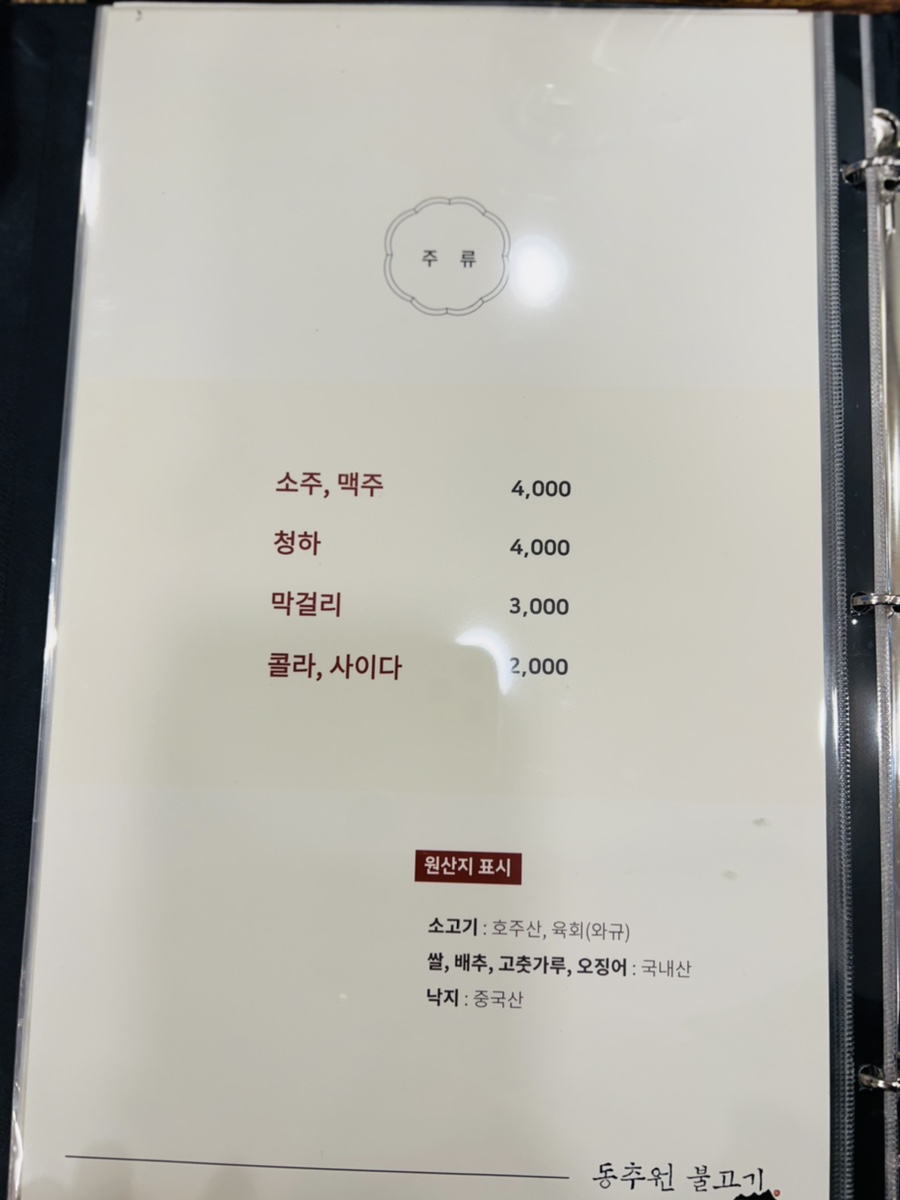 주 류
소주, 맥주 4,000
청하 4,000
막걸리 3,000
콜라, 사이다 2,000
원산지 표시
소고기 : 호주산, 육회(와규)
쌀, 배추, 고춧가루, 오징어 : 국내산
낙지 : 중국산
동추원 불고기